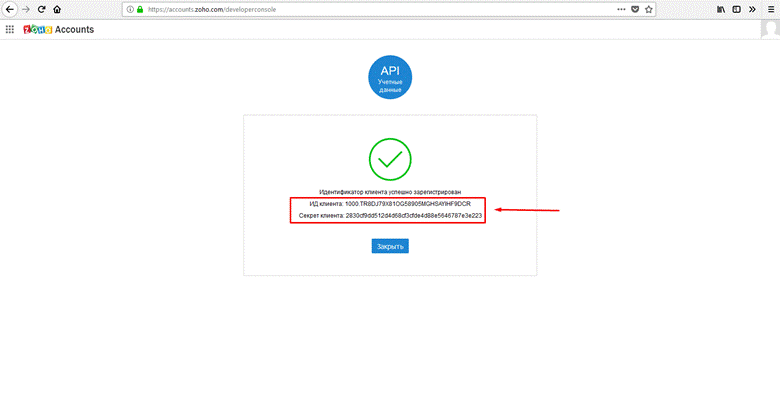 https://accounts.zoho.com/developerconsole
ZOHO Accounts
API
Учетные
данные
Идентификатор клиента успешно зарегистрирован
ИД клиента: 1000.TR8DJ79X81OG58905MGHSAYIHF9DCR
Секрет клиента: 2830cf9dd512d4d68cf3cfde4d88e5646787e3e223
Закрыть